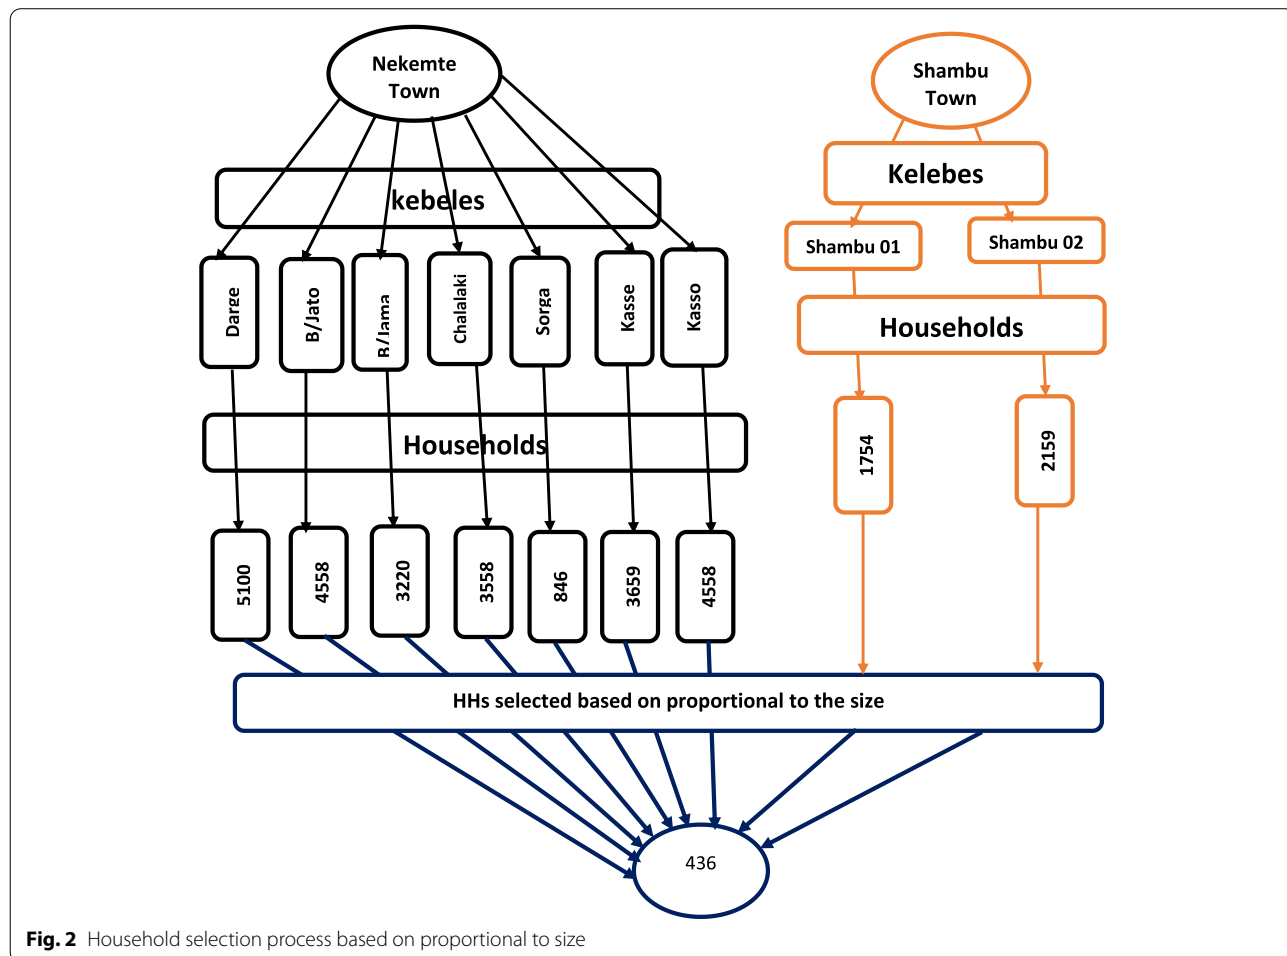 Nekemte
Town
Shambu
Town
kebeles
Kelebes
Shambu 01
Shambu 02
Darge
B/Jato
B/Jama
Chalalaki
Sorga
Kasse
Kasso
Households
Households
1754
2159
5100
4558
3220
3558
846
3659
4558
HHs selected based on proportional to the size
436
Fig. 2 Household selection process based on proportional to size